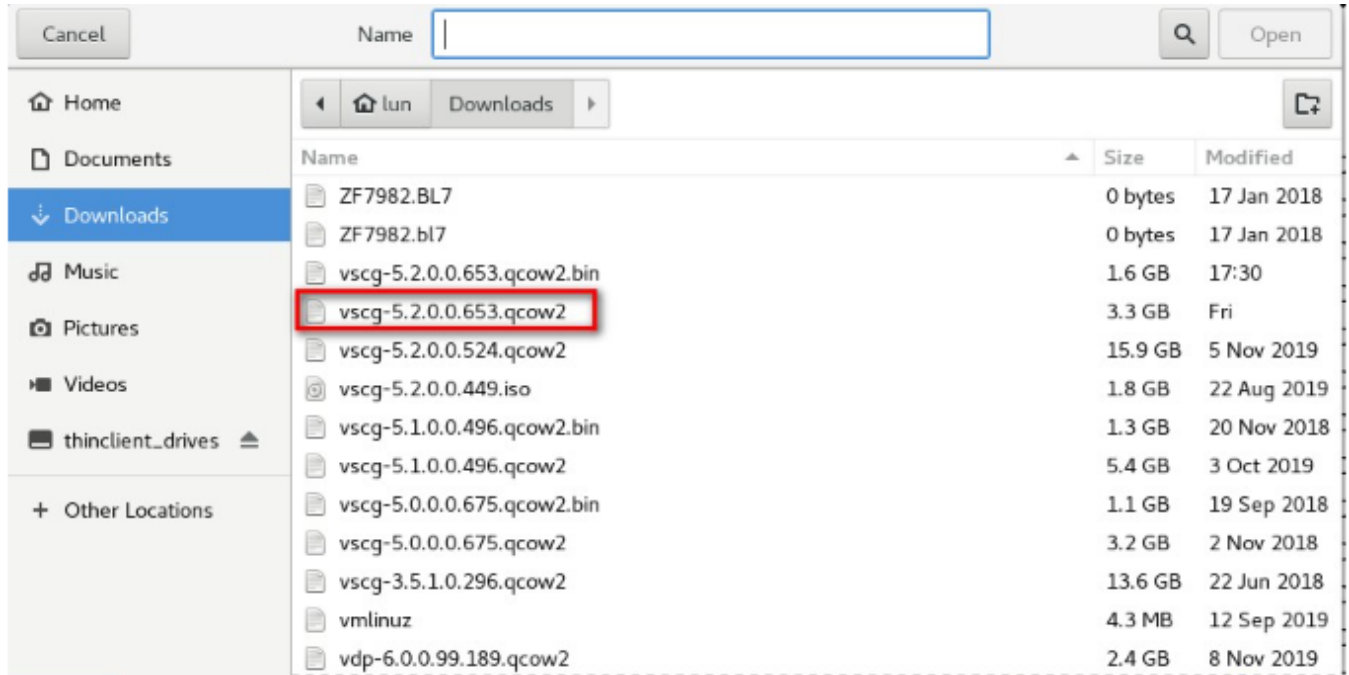 Cancel Name Open
Home
lun Downloads
Documents
Name Size Modified
ZF7982.BL7 0 bytes 17 Jan 2018
Downloads
ZF7982.bl7 0 bytes 17 Jan 2018
Music
vscg-5.2.0.0.653.qcow2.bin 1.6 GB 17:30
vscg-5.2.0.0.653.qcow2 3.3 GB Fri
Pictures
vscg-5.2.0.0.524.qcow2 15.9 GB 5 Nov 2019
Videos
vscg-5.2.0.0.449.iso 1.8 GB 22 Aug 2019
vscg-5.1.0.0.496.qcow2.bin 1.3 GB 20 Nov 2018
thinclient_drives
vscg-5.1.0.0.496.qcow2 5.4 GB 3 Oct 2019
vscg-5.0.0.0.675.qcow2.bin 1.1 GB 19 Sep 2018
+ Other Locations
vscg-5.0.0.0.675.qcow2 3.2 GB 2 Nov 2018
vscg-3.5.1.0.296.qcow2 13.6 GB 22 Jun 2018
vmlinuz 4.3 MB 12 Sep 2019
vdp-6.0.0.99.189.qcow2 2.4 GB 8 Nov 2019